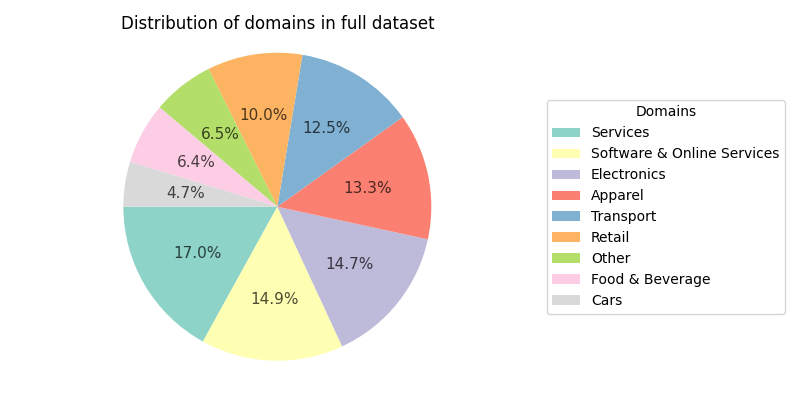 Distribution of domains in full dataset
10.0%
12.5%
6.5%
6.4%
13.3%
4.7%
17.0%
14.7%
14.9%
Domains
Services
Software & Online Services
Electronics
Apparel
Transport
Retail
Other
Food & Beverage
Cars